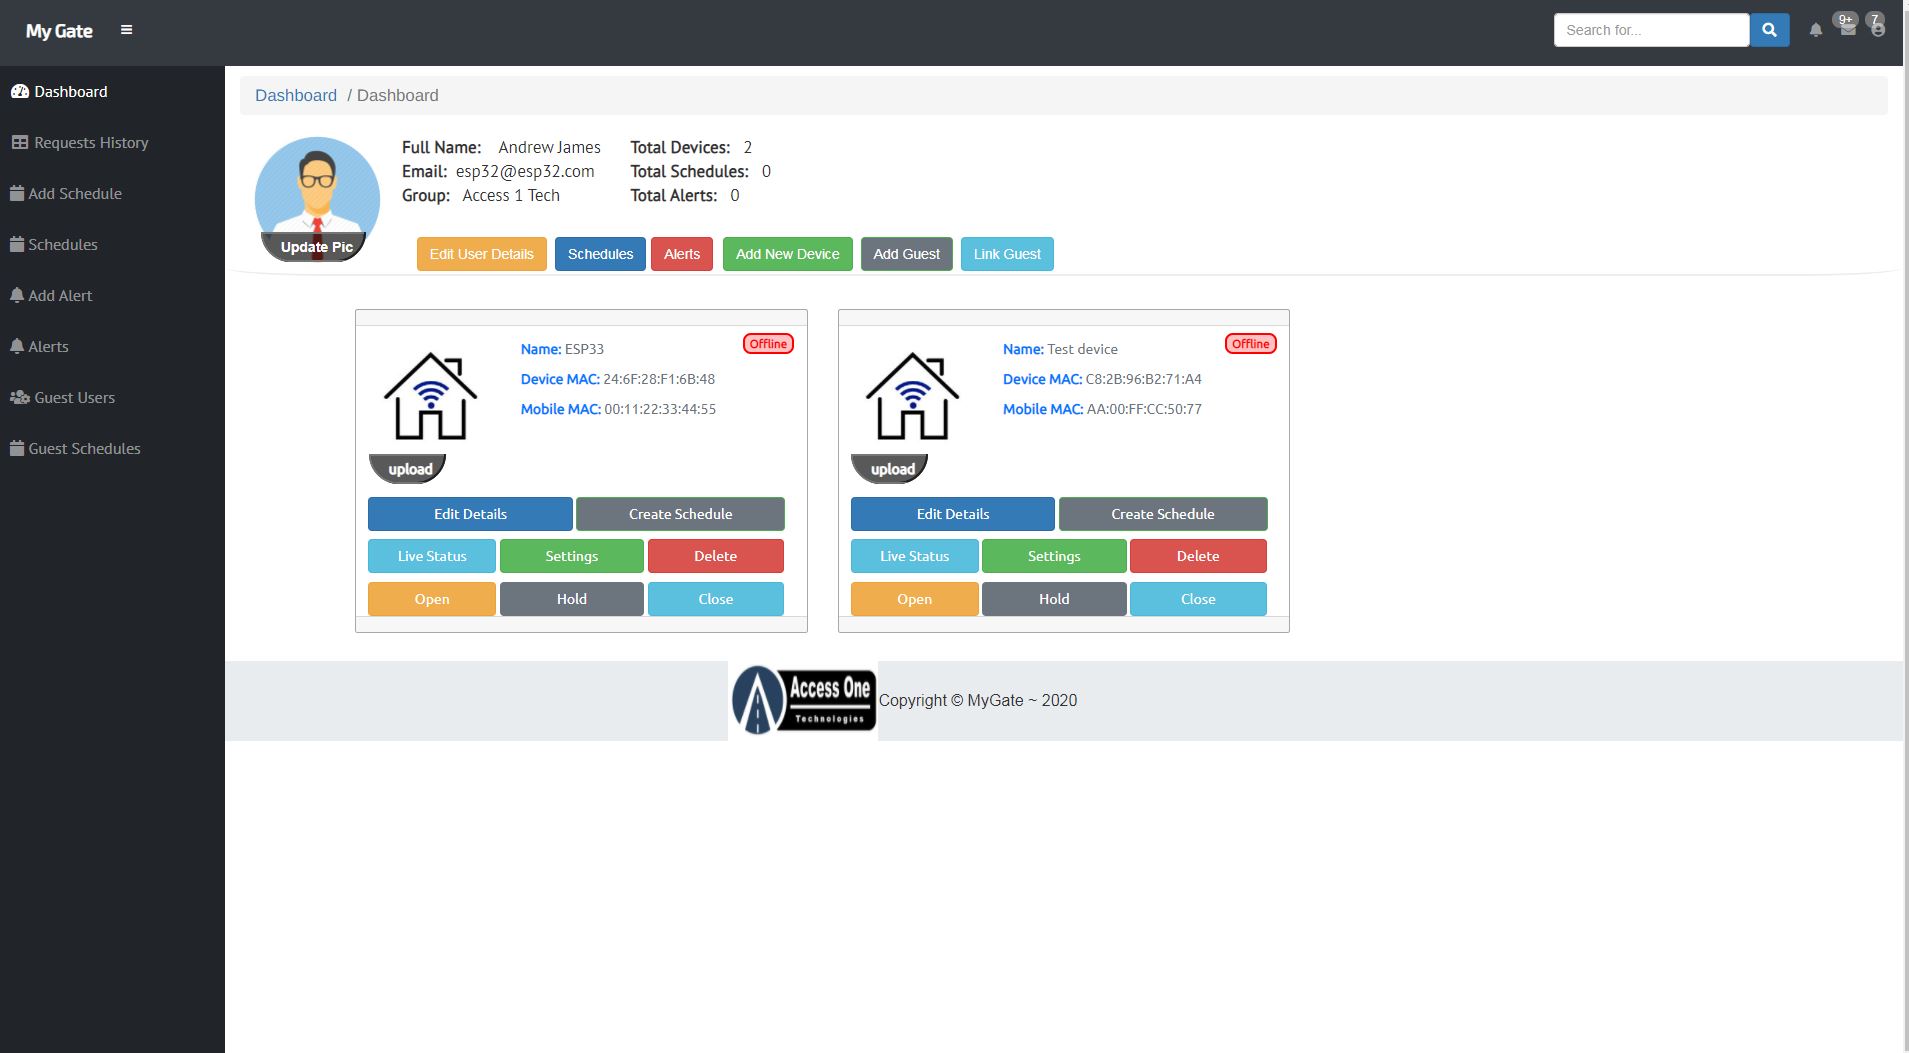 My Gate
Search for...
9+
7
Dashboard
Requests History
Add Schedule
Schedules
Add Alert
Alerts
Guest Users
Guest Schedules
Dashboard / Dashboard
Full Name: Andrew James
Email: esp32@esp32.com
Group: Access 1 Tech
Total Devices: 2
Total Schedules: 0
Total Alerts: 0
Update Pic
Edit User Details Schedules Alerts Add New Device Add Guest Link Guest
Name: ESP33
Offline
Device MAC: 24:6F:28:F1:6B:48
Mobile MAC: 00:11:22:33:44:55
upload
Edit Details Create Schedule
Live Status Settings Delete
Open Hold Close
Name: Test device
Offline
Device MAC: C8:2B:96:B2:71:A4
Mobile MAC: AA:00:FF:CC:50:77
upload
Edit Details Create Schedule
Live Status Settings Delete
Open Hold Close
Access One
Technologies
Copyright © MyGate ~ 2020